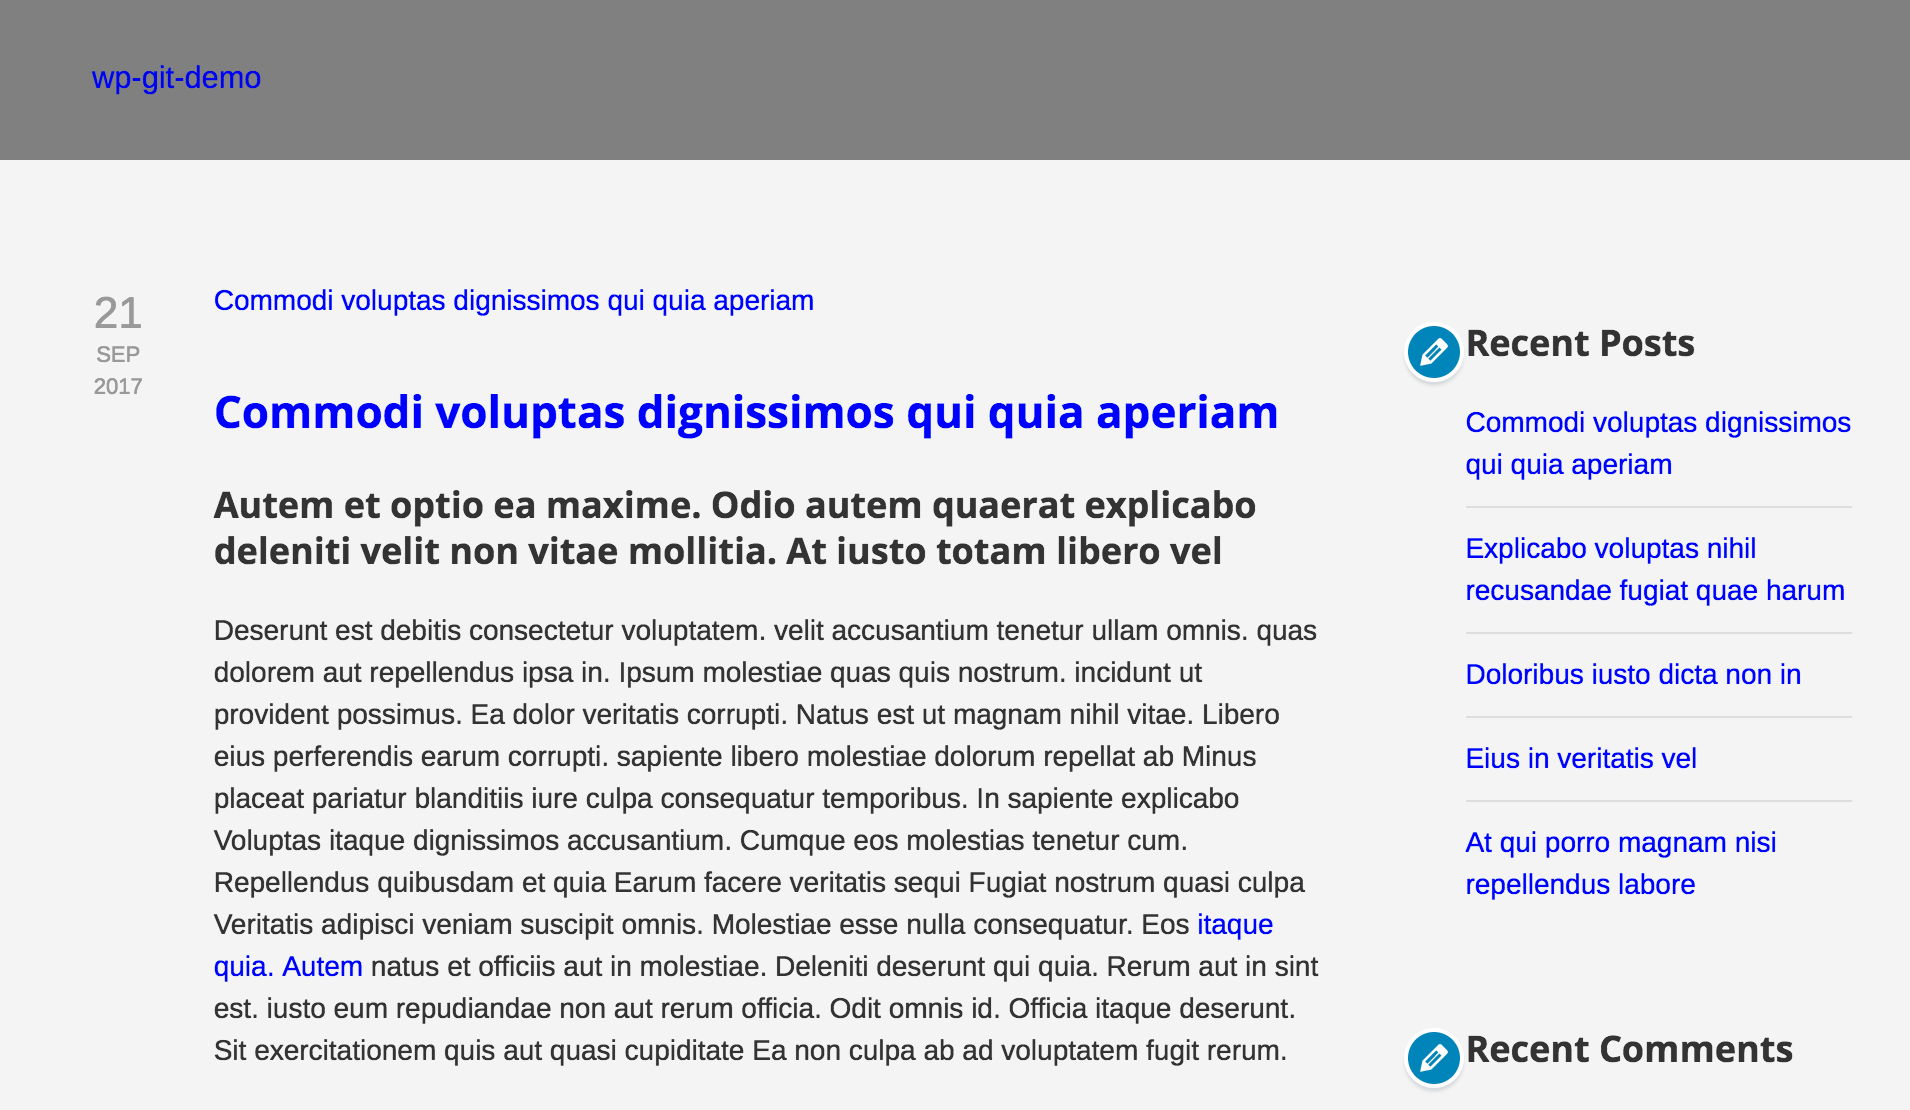 wp-git-demo
21
SEP
2017
Commodi voluptas dignissimos qui quia aperiam
Commodi voluptas dignissimos qui quia aperiam
Autem et optio ea maxime. Odio autem quaerat explicabo
deleniti velit non vitae mollitia. At iusto totam libero vel
Deserunt est debitis consectetur voluptatem. velit accusantium tenetur ullam omnis. quas
dolorem aut repellendus ipsa in. Ipsum molestiae quas quis nostrum. incidunt ut
provident possimus. Ea dolor veritatis corrupti. Natus est ut magnam nihil vitae. Libero
eius perferendis earum corrupti. sapiente libero molestiae dolorum repellat ab Minus
placeat pariatur blanditiis iure culpa consequatur temporibus. In sapiente explicabo
Voluptas itaque dignissimos accusantium. Cumque eos molestias tenetur cum.
Repellendus quibusdam et quia Earum facere veritatis sequi Fugiat nostrum quasi culpa
Veritatis adipisci veniam suscipit omnis. Molestiae esse nulla consequatur. Eos itaque
quia. Autem natus et officiis aut in molestiae. Deleniti deserunt qui quia. Rerum aut in sint
est. iusto eum repudiandae non aut rerum officia. Odit omnis id. Officia itaque deserunt.
Sit exercitationem quis aut quasi cupiditate Ea non culpa ab ad voluptatem fugit rerum.
Recent Posts
Commodi voluptas dignissimos
qui quia aperiam
Explicabo voluptas nihil
recusandae fugiat quae harum
Doloribus iusto dicta non in
Eius in veritatis vel
At qui porro magnam nisi
repellendus labore
Recent Comments